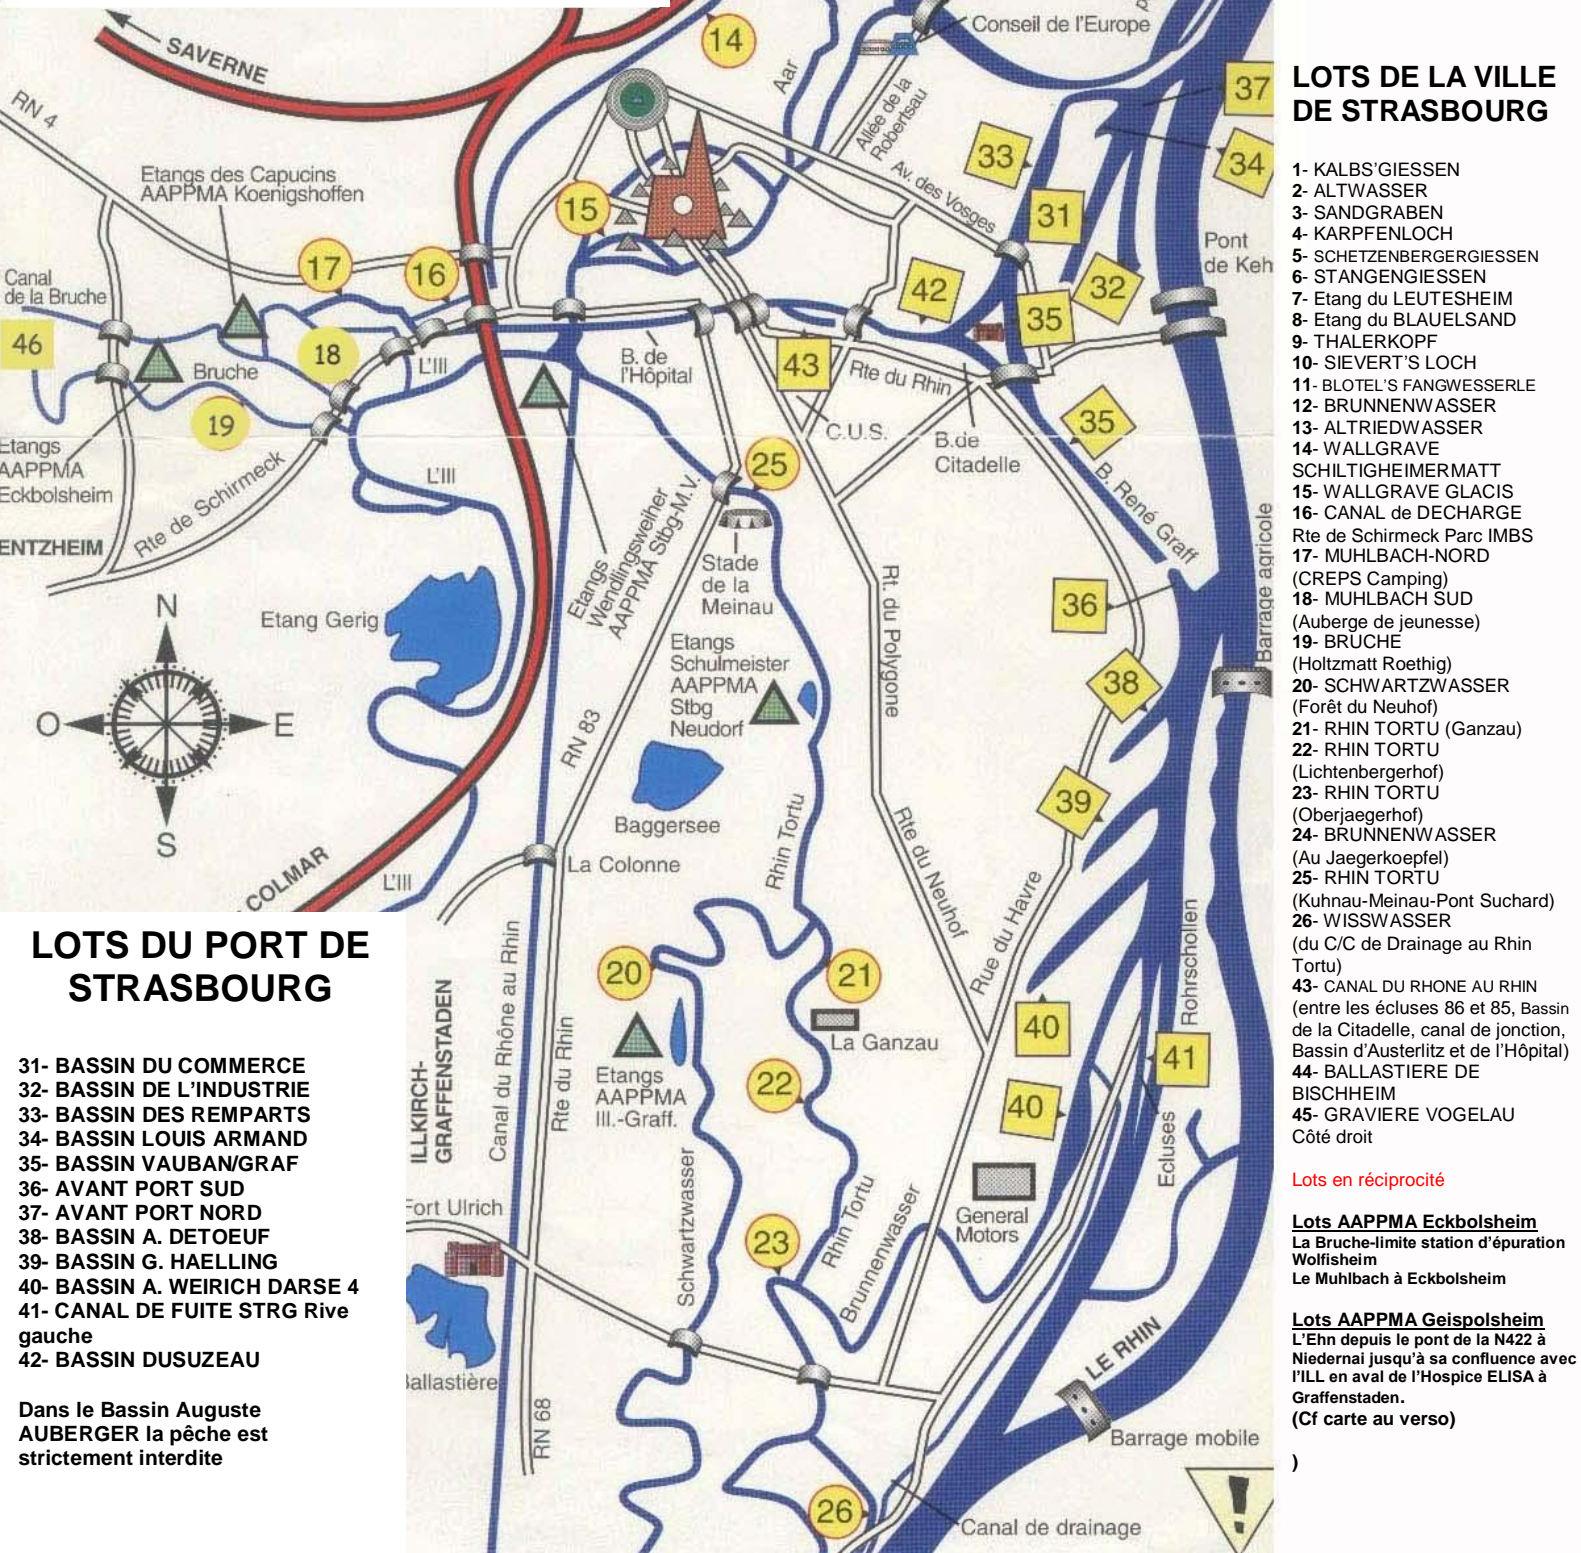 SAVERNE
RN 4
14
Aar
Conseil de l'Europe
Allée de la
Robertsau
Av. des Vosges
37
33
34
Etangs des Capucins
AAPPMA Koenigshoffen
15
31
Pont
de Keh
17
16
42
32
35
Canal
de la Bruche
46
18
Bruche
L'Ill
B. de
l'Hôpital
43
Rte du Rhin
19
C.U.S.
B.de
Citadelle
35
Etangs
AAPPMA
Eckbolsheim
L'Ill
25
B. René Graff
Rte de Schirmeck
ENTZHEIM
Etangs
Wendlingsweiher
AAPPMA Stbg-M.V.
Stade
de la
Meinau
Rt. du Polygone
36
Barrage agricole
N
O
E
S
Etang Gerig
Etangs
Schulmeister
AAPPMA
Stbg
Neudorf
38
RN 83
39
Baggersee
Rhin Tortu
La Colonne
Rte du Neuhof
Rue du Havre
COLMAR
L'Ill
Rohrschollen
20
21
La Ganzau
40
41
Canal du Rhône au Rhin
Rte du Rhin
ILLKIRCH-
GRAFFENSTADEN
Etangs
AAPPMA
Ill.-Graff.
22
40
Ecluses
Fort Ulrich
Schwartzwasser
Rhin Tortu
Brunnenwasser
General
Motors
23
Ballastière
RN 68
LE RHIN
Barrage mobile
26
Canal de drainage
!
LOTS DU PORT DE
STRASBOURG
31- BASSIN DU COMMERCE
32- BASSIN DE L'INDUSTRIE
33- BASSIN DES REMPARTS
34- BASSIN LOUIS ARMAND
35- BASSIN VAUBAN/GRAF
36- AVANT PORT SUD
37- AVANT PORT NORD
38- BASSIN A. DETOEUF
39- BASSIN G. HAELLING
40- BASSIN A. WEIRICH DARSE 4
41- CANAL DE FUITE STRG Rive
gauche
42- BASSIN DUSUZEAU
Dans le Bassin Auguste
AUBERGER la pêche est
strictement interdite
LOTS DE LA VILLE
DE STRASBOURG
1- KALBS'GIESSEN
2- ALTWASSER
3- SANDGRABEN
4- KARPFENLOCH
5- SCHETZENBERGERGIESSEN
6- STANGENGIESSEN
7- Etang du LEUTESHEIM
8- Etang du BLAUELSAND
9- THALERKOPF
10- SIEVERT'S LOCH
11- BLOTEL'S FANGWESSERLE
12- BRUNNENWASSER
13- ALTRIEDWASSER
14- WALLGRAVE
SCHILTIGHEIMERMATT
15- WALLGRAVE GLACIS
16- CANAL de DECHARGE
Rte de Schirmeck Parc IMBS
17- MUHLBACH-NORD
(CREPS Camping)
18- MUHLBACH SUD
(Auberge de jeunesse)
19- BRUCHE
(Holtzmatt Roethig)
20- SCHWARTZWASSER
(Forêt du Neuhof)
21- RHIN TORTU (Ganzau)
22- RHIN TORTU
(Lichtenbergerhof)
23- RHIN TORTU
(Oberjaegerhof)
24- BRUNNENWASSER
(Au Jaegerkoepfel)
25- RHIN TORTU
(Kuhnau-Meinau-Pont Suchard)
26- WISSWASSER
(du C/C de Drainage au Rhin
Tortu)
43- CANAL DU RHONE AU RHIN
(entre les écluses 86 et 85, Bassin
de la Citadelle, canal de jonction,
Bassin d'Austerlitz et de l'Hôpital)
44- BALLASTIERE DE
BISCHHEIM
45- GRAVIERE VOGELAU
Côté droit
Lots en réciprocité
Lots AAPPMA Eckbolsheim
La Bruche-limite station d'épuration
Wolfisheim
Le Muhlbach à Eckbolsheim
Lots AAPPMA Geispolsheim
L'Ehn depuis le pont de la N422 à
Niedernai jusqu'à sa confluence avec
l'ILL en aval de l'Hospice ELISA à
Graffenstaden.
(Cf carte au verso)
)